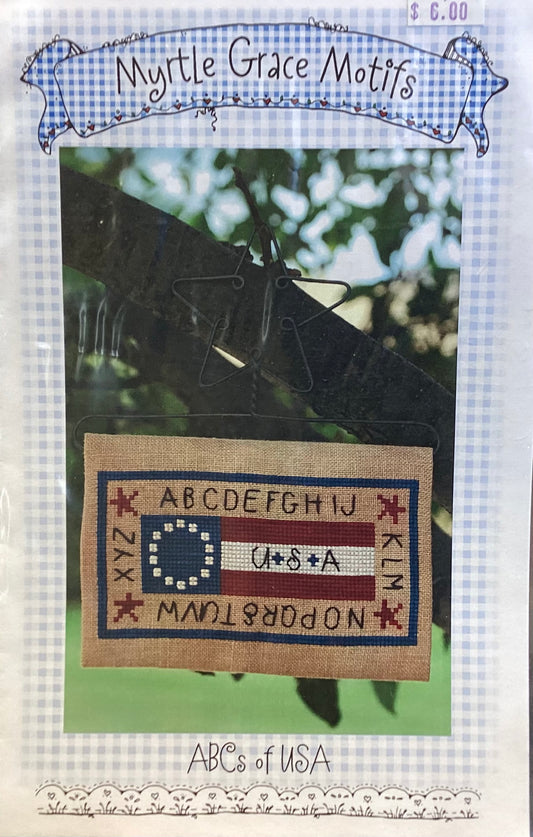 $ 6.00
Myrtle Grace Motifs
ABCDEFGHIJ
KLM
NOPQRSTUVW
XYZ
U+S+A
ABCs of USA